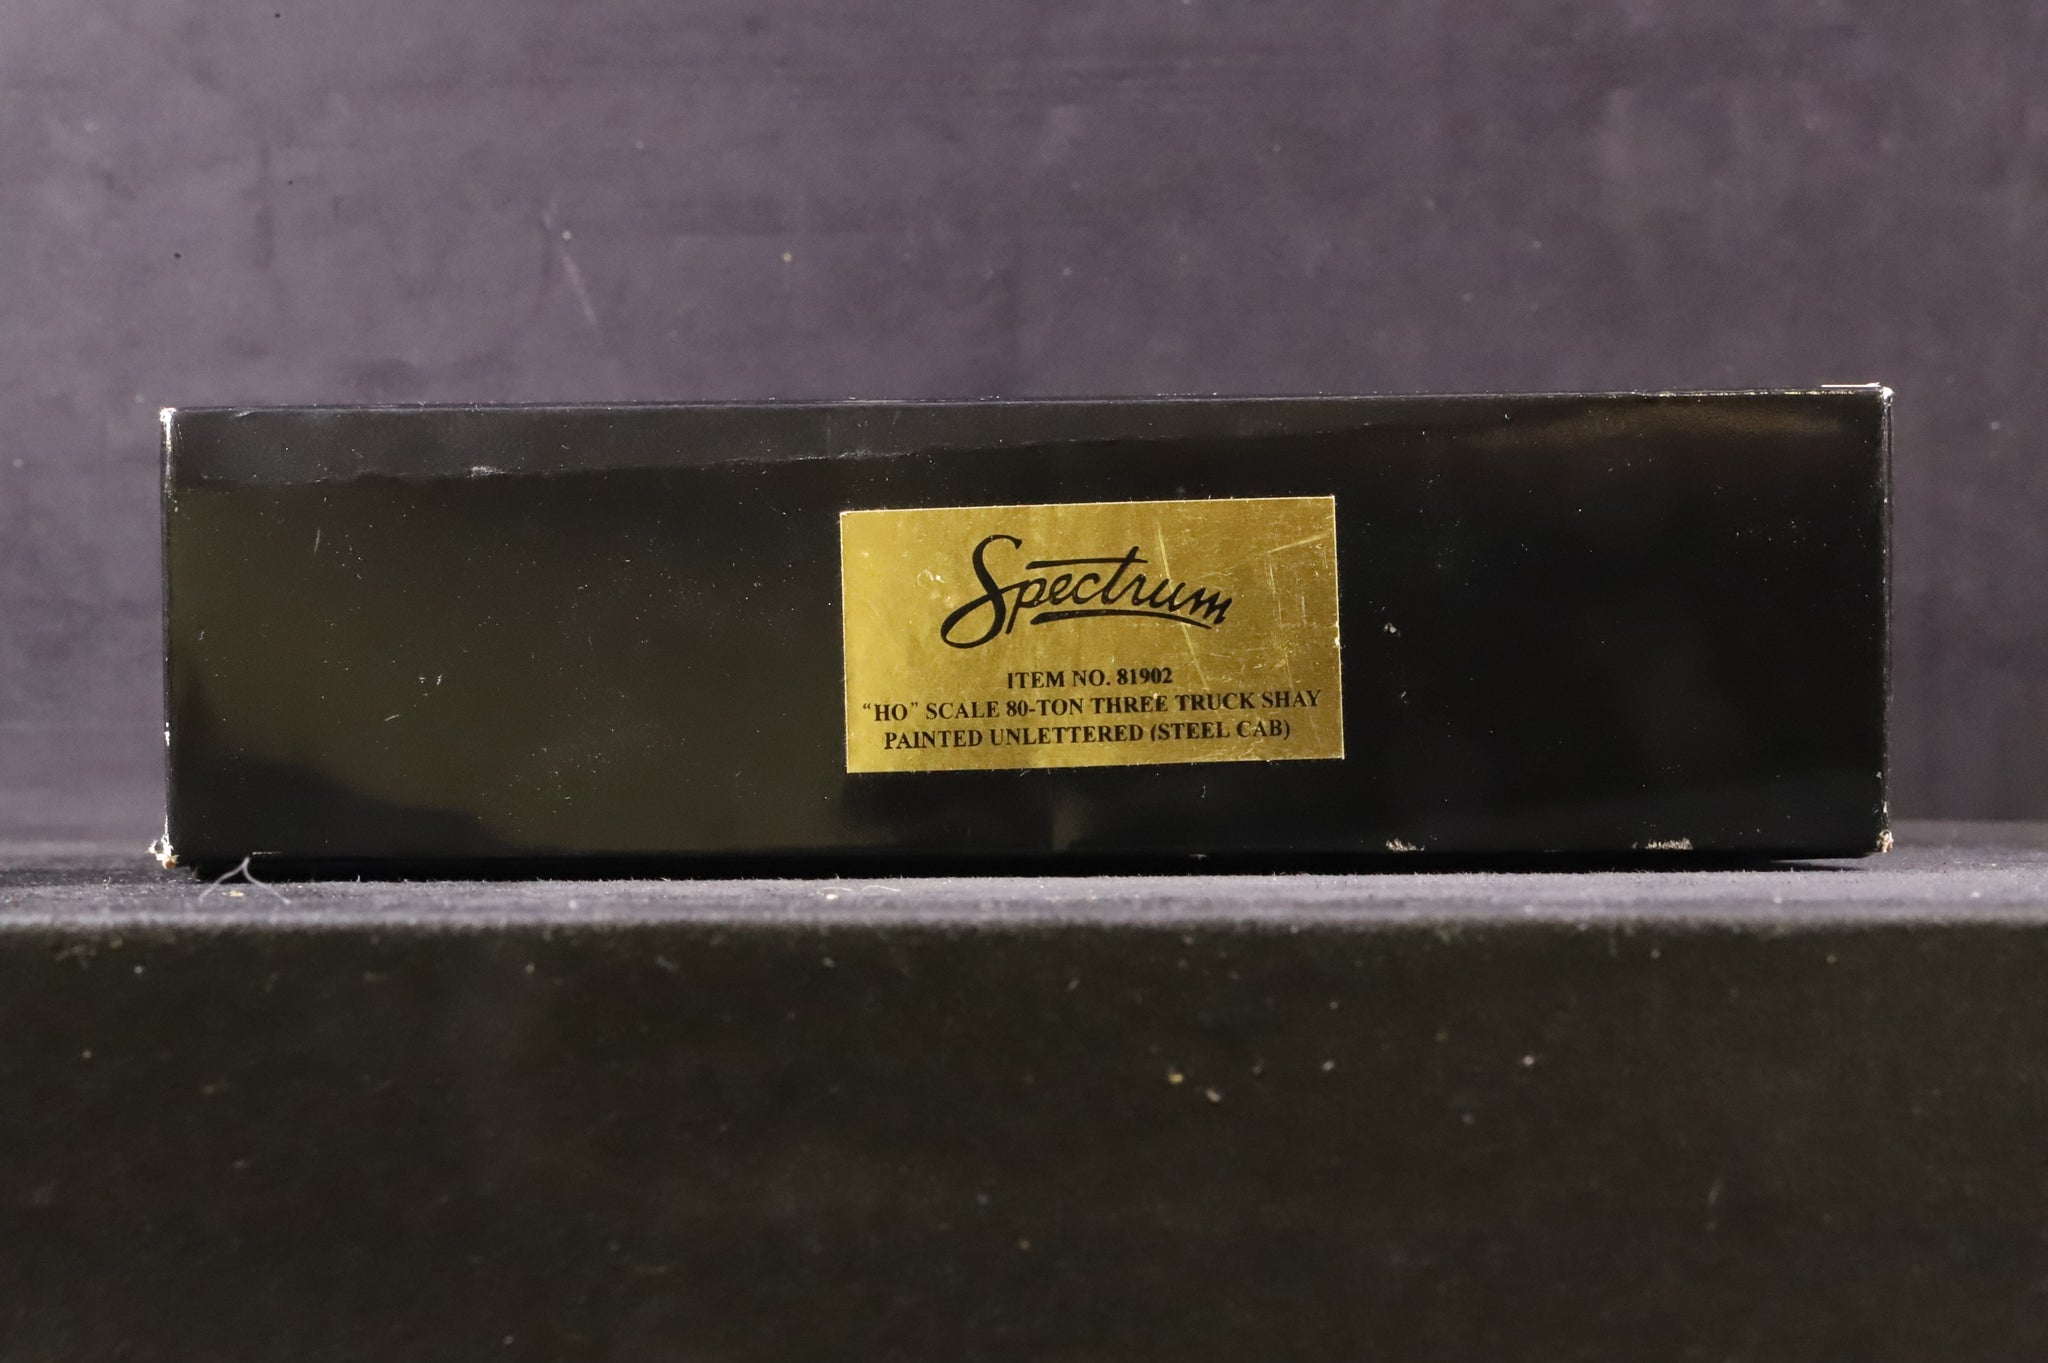 Spectrum
ITEM NO. 81902
“HO” SCALE 80-TON THREE TRUCK SHAY
PAINTED UNLETTERED (STEEL CAB)